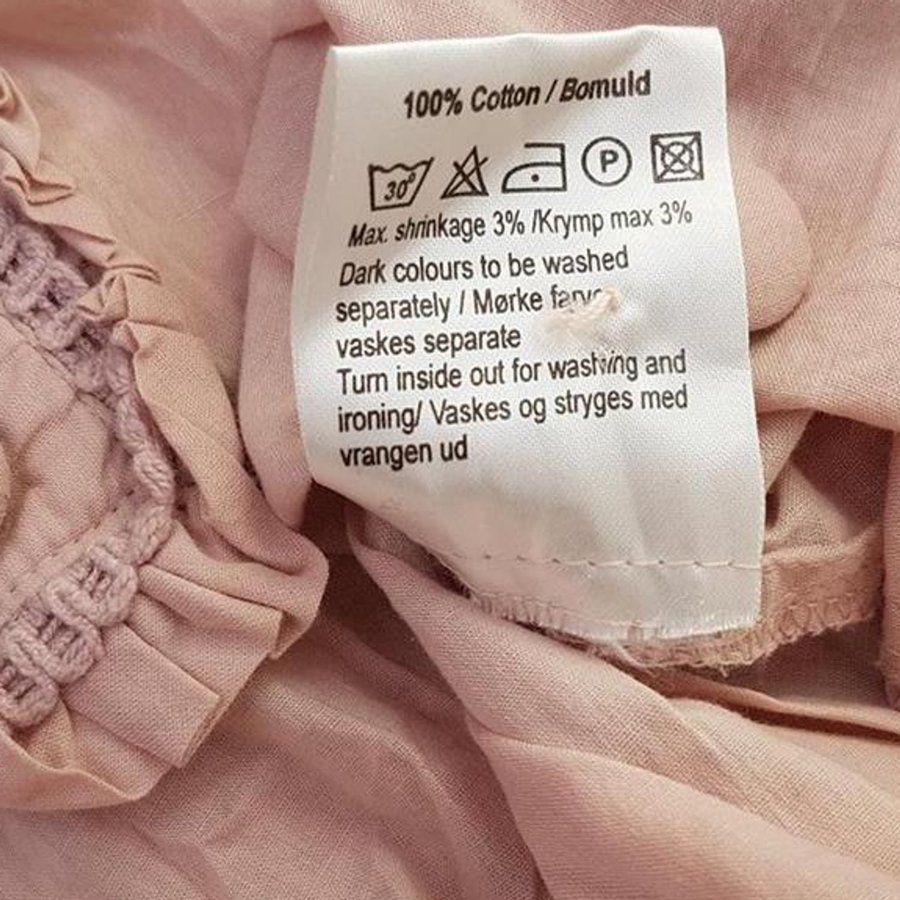 100% Cotton / Bomuld
30° P
Max. shrinkage 3% /Krymp max 3%
Dark colours to be washed
separately / Mørke
vaskes separate
Turn inside out for washing and
ironing/ Vaskes og stryges med
vrangen ud